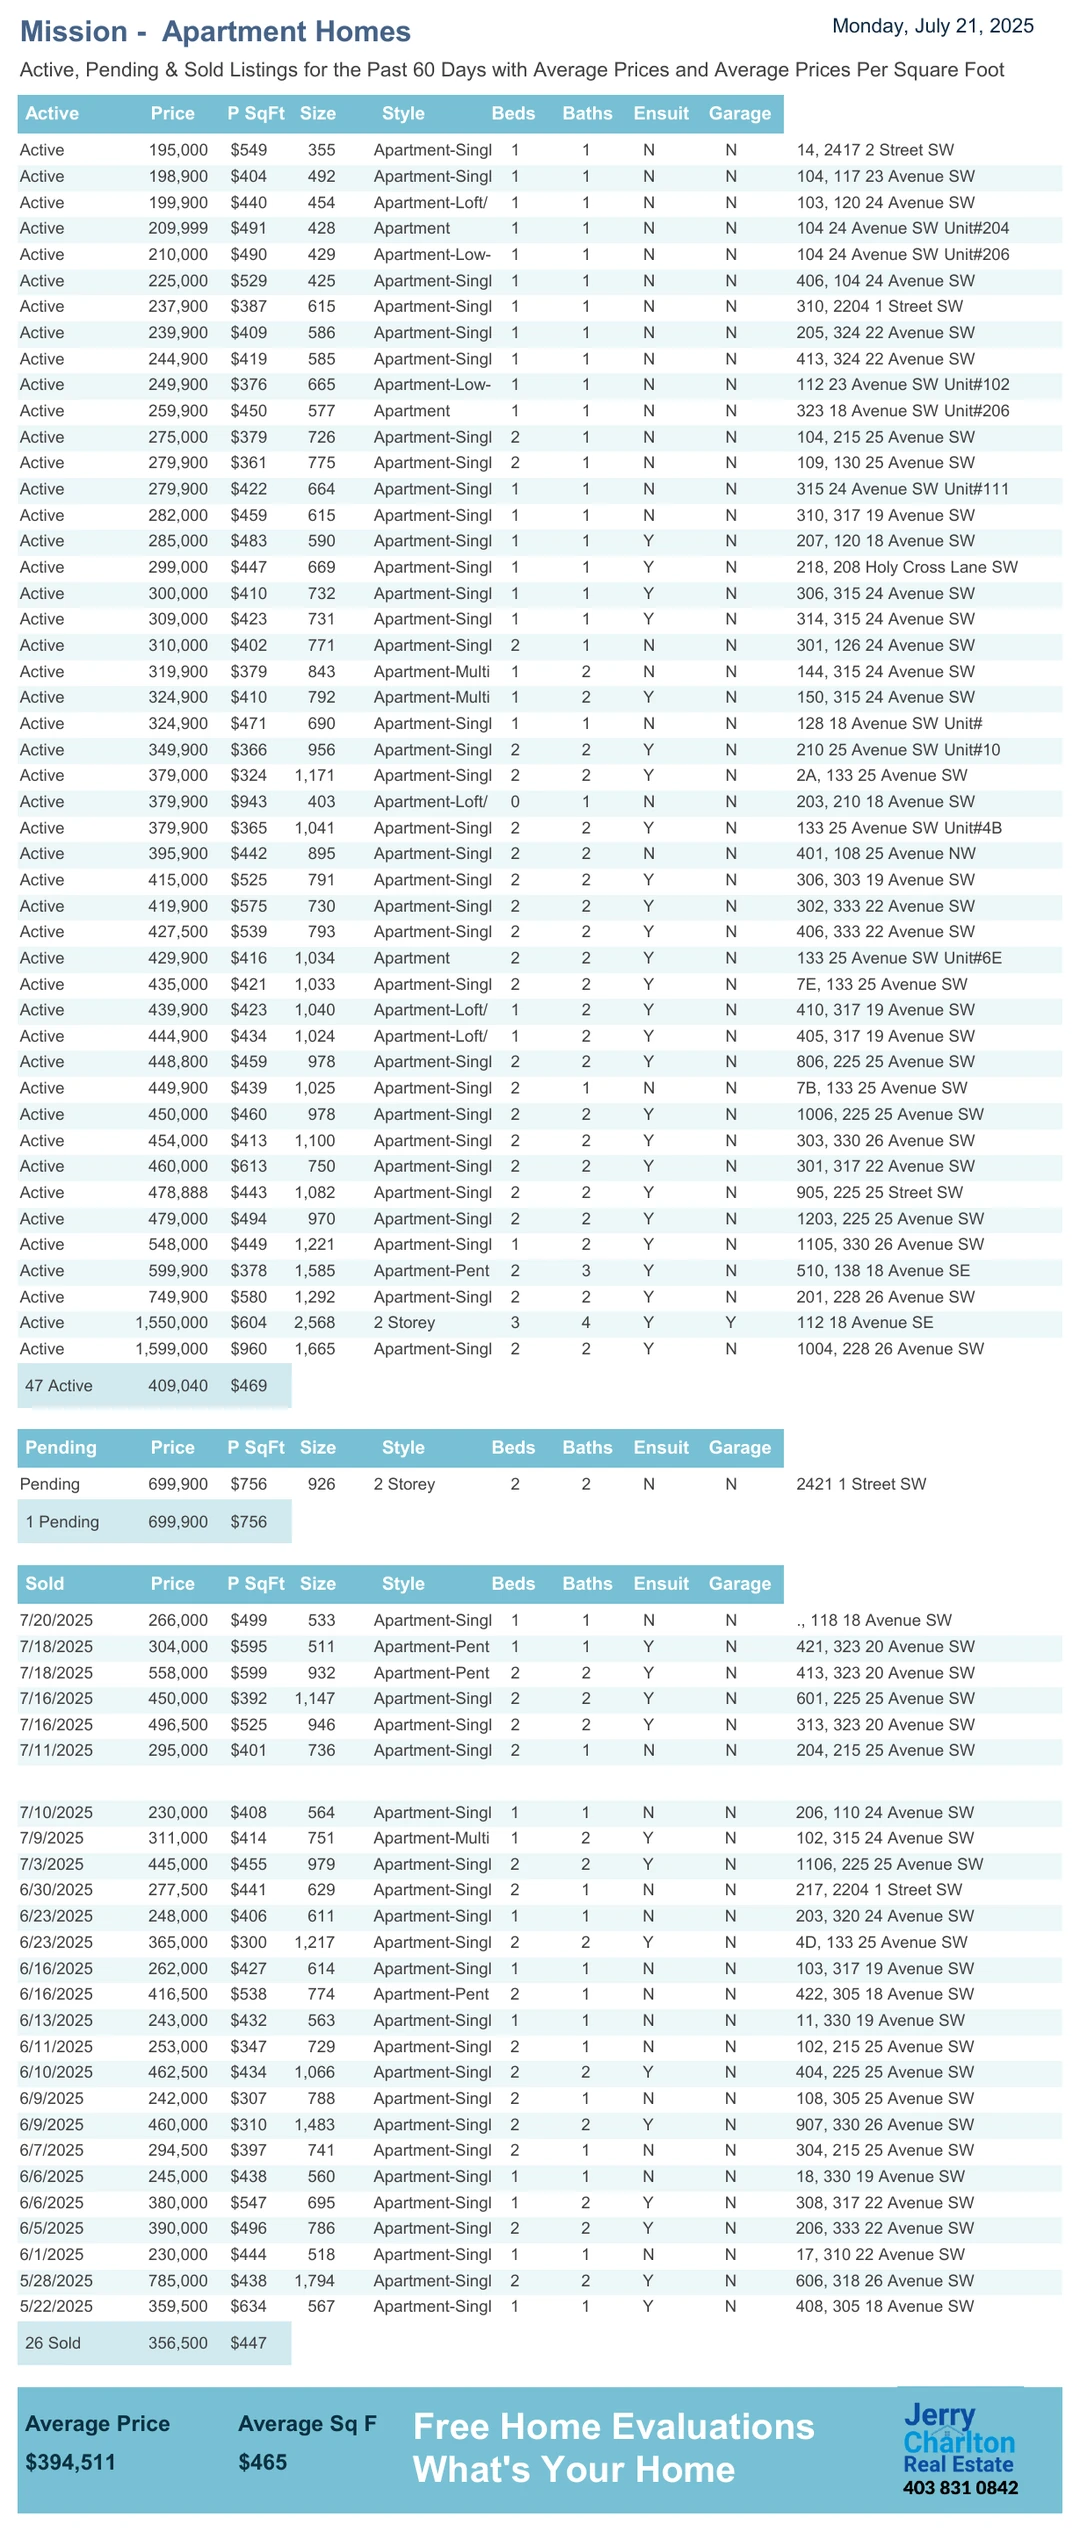 Mission -  Apartment Homes
Monday, July 21, 2025
Active, Pending & Sold Listings for the Past 60 Days with Average Prices and Average Prices Per Square Foot
Active Price P SqFt Size Style Beds Baths Ensuit Garage
Active 195,000 $549 355 Apartment-Singl 1 1 N N 14, 2417 2 Street SW
Active 198,900 $404 492 Apartment-Singl 1 1 N N 104, 117 23 Avenue SW
Active 199,900 $440 454 Apartment-Loft/ 1 1 N N 103, 120 24 Avenue SW
Active 209,999 $491 428 Apartment 1 1 N N 104 24 Avenue SW Unit#204
Active 210,000 $490 429 Apartment-Low- 1 1 N N 104 24 Avenue SW Unit#206
Active 225,000 $529 425 Apartment-Singl 1 1 N N 406, 104 24 Avenue SW
Active 237,900 $387 615 Apartment-Singl 1 1 N N 310, 2204 1 Street SW
Active 239,900 $409 586 Apartment-Singl 1 1 N N 205, 324 22 Avenue SW
Active 244,900 $419 585 Apartment-Singl 1 1 N N 413, 324 22 Avenue SW
Active 249,900 $376 665 Apartment-Low- 1 1 N N 112 23 Avenue SW Unit#102
Active 259,900 $450 577 Apartment 1 1 N N 323 18 Avenue SW Unit#206
Active 275,000 $379 726 Apartment-Singl 2 1 N N 104, 215 25 Avenue SW
Active 279,900 $361 775 Apartment-Singl 2 1 N N 109, 130 25 Avenue SW
Active 279,900 $422 664 Apartment-Singl 1 1 N N 315 24 Avenue SW Unit#111
Active 282,000 $459 615 Apartment-Singl 1 1 N N 310, 317 19 Avenue SW
Active 285,000 $483 590 Apartment-Singl 1 1 Y N 207, 120 18 Avenue SW
Active 299,000 $447 669 Apartment-Singl 1 1 Y N 218, 208 Holy Cross Lane SW
Active 300,000 $410 732 Apartment-Singl 1 1 Y N 306, 315 24 Avenue SW
Active 309,000 $423 731 Apartment-Singl 1 1 Y N 314, 315 24 Avenue SW
Active 310,000 $402 771 Apartment-Singl 2 1 N N 301, 126 24 Avenue SW
Active 319,900 $379 843 Apartment-Multi 1 2 N N 144, 315 24 Avenue SW
Active 324,900 $410 792 Apartment-Multi 1 2 Y N 150, 315 24 Avenue SW
Active 324,900 $471 690 Apartment-Singl 1 1 N N 128 18 Avenue SW Unit#
Active 349,900 $366 956 Apartment-Singl 2 2 Y N 210 25 Avenue SW Unit#10
Active 379,000 $324 1,171 Apartment-Singl 2 2 Y N 2A, 133 25 Avenue SW
Active 379,900 $943 403 Apartment-Loft/ 0 1 N N 203, 210 18 Avenue SW
Active 379,900 $365 1,041 Apartment-Singl 2 2 Y N 133 25 Avenue SW Unit#4B
Active 395,900 $442 895 Apartment-Singl 2 2 N N 401, 108 25 Avenue NW
Active 415,000 $525 791 Apartment-Singl 2 2 Y N 306, 303 19 Avenue SW
Active 419,900 $575 730 Apartment-Singl 2 2 Y N 302, 333 22 Avenue SW
Active 427,500 $539 793 Apartment-Singl 2 2 Y N 406, 333 22 Avenue SW
Active 429,900 $416 1,034 Apartment 2 2 Y N 133 25 Avenue SW Unit#6E
Active 435,000 $421 1,033 Apartment-Singl 2 2 Y N 7E, 133 25 Avenue SW
Active 439,900 $423 1,040 Apartment-Loft/ 1 2 Y N 410, 317 19 Avenue SW
Active 444,900 $434 1,024 Apartment-Loft/ 1 2 Y N 405, 317 19 Avenue SW
Active 448,800 $459 978 Apartment-Singl 2 2 Y N 806, 225 25 Avenue SW
Active 449,900 $439 1,025 Apartment-Singl 2 1 N N 7B, 133 25 Avenue SW
Active 450,000 $460 978 Apartment-Singl 2 2 Y N 1006, 225 25 Avenue SW
Active 454,000 $413 1,100 Apartment-Singl 2 2 Y N 303, 330 26 Avenue SW
Active 460,000 $613 750 Apartment-Singl 2 2 Y N 301, 317 22 Avenue SW
Active 478,888 $443 1,082 Apartment-Singl 2 2 Y N 905, 225 25 Street SW
Active 479,000 $494 970 Apartment-Singl 2 2 Y N 1203, 225 25 Avenue SW
Active 548,000 $449 1,221 Apartment-Singl 1 2 Y N 1105, 330 26 Avenue SW
Active 599,900 $378 1,585 Apartment-Pent 2 3 Y N 510, 138 18 Avenue SE
Active 749,900 $580 1,292 Apartment-Singl 2 2 Y N 201, 228 26 Avenue SW
Active 1,550,000 $604 2,568 2 Storey 3 4 Y Y 112 18 Avenue SE
Active 1,599,000 $960 1,665 Apartment-Singl 2 2 Y N 1004, 228 26 Avenue SW
47 Active 409,040 $469
Pending Price P SqFt Size Style Beds Baths Ensuit Garage
Pending 699,900 $756 926 2 Storey 2 2 N N 2421 1 Street SW
1 Pending 699,900 $756
Sold Price P SqFt Size Style Beds Baths Ensuit Garage
7/20/2025 266,000 $499 533 Apartment-Singl 1 1 N N ., 118 18 Avenue SW
7/18/2025 304,000 $595 511 Apartment-Pent 1 1 Y N 421, 323 20 Avenue SW
7/18/2025 558,000 $599 932 Apartment-Pent 2 2 Y N 413, 323 20 Avenue SW
7/16/2025 450,000 $392 1,147 Apartment-Singl 2 2 Y N 601, 225 25 Avenue SW
7/16/2025 496,500 $525 946 Apartment-Singl 2 2 Y N 313, 323 20 Avenue SW
7/11/2025 295,000 $401 736 Apartment-Singl 2 1 N N 204, 215 25 Avenue SW
7/10/2025 230,000 $408 564 Apartment-Singl 1 1 N N 206, 110 24 Avenue SW
7/9/2025 311,000 $414 751 Apartment-Multi 1 2 Y N 102, 315 24 Avenue SW
7/3/2025 445,000 $455 979 Apartment-Singl 2 2 Y N 1106, 225 25 Avenue SW
6/30/2025 277,500 $441 629 Apartment-Singl 2 1 N N 217, 2204 1 Street SW
6/23/2025 248,000 $406 611 Apartment-Singl 1 1 N N 203, 320 24 Avenue SW
6/23/2025 365,000 $300 1,217 Apartment-Singl 2 2 Y N 4D, 133 25 Avenue SW
6/16/2025 262,000 $427 614 Apartment-Singl 1 1 N N 103, 317 19 Avenue SW
6/16/2025 416,500 $538 774 Apartment-Pent 2 1 N N 422, 305 18 Avenue SW
6/13/2025 243,000 $432 563 Apartment-Singl 1 1 N N 11, 330 19 Avenue SW
6/11/2025 253,000 $347 729 Apartment-Singl 2 1 N N 102, 215 25 Avenue SW
6/10/2025 462,500 $434 1,066 Apartment-Singl 2 2 Y N 404, 225 25 Avenue SW
6/9/2025 242,000 $307 788 Apartment-Singl 2 1 N N 108, 305 25 Avenue SW
6/9/2025 460,000 $310 1,483 Apartment-Singl 2 2 Y N 907, 330 26 Avenue SW
6/7/2025 294,500 $397 741 Apartment-Singl 2 1 N N 304, 215 25 Avenue SW
6/6/2025 245,000 $438 560 Apartment-Singl 1 1 N N 18, 330 19 Avenue SW
6/6/2025 380,000 $547 695 Apartment-Singl 1 2 Y N 308, 317 22 Avenue SW
6/5/2025 390,000 $496 786 Apartment-Singl 2 2 Y N 206, 333 22 Avenue SW
6/1/2025 230,000 $444 518 Apartment-Singl 1 1 N N 17, 310 22 Avenue SW
5/28/2025 785,000 $438 1,794 Apartment-Singl 2 2 Y N 606, 318 26 Avenue SW
5/22/2025 359,500 $634 567 Apartment-Singl 1 1 Y N 408, 305 18 Avenue SW
26 Sold 356,500 $447
Average Price Average Sq F
$394,511 $465
Free Home Evaluations
What's Your Home
Jerry
Charlton
Real Estate
403 831 0842